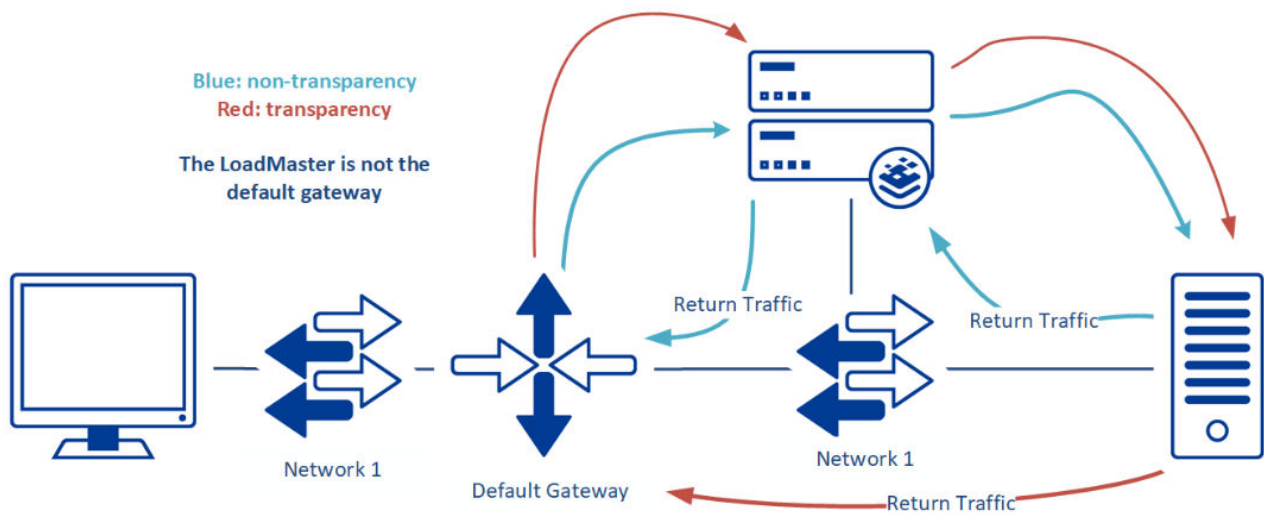 Blue: non-transparency
Red: transparency
The LoadMaster is not the
default gateway
Return Traffic
Return Traffic
Network 1
Network 1
Default Gateway
Return Traffic